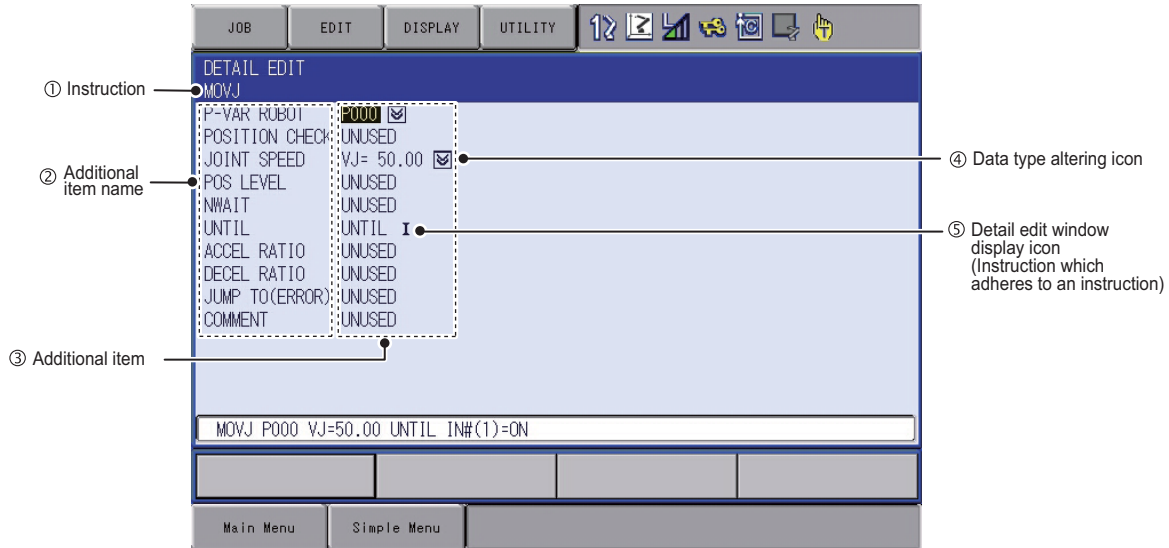 JOB EDIT DISPLAY UTILITY
DETAIL EDIT
MOVJ
① Instruction
P-VAR ROBOT P000
POSITION CHECK UNUSED
JOINT SPEED VJ= 50.00
④ Data type altering icon
② Additional
item name
POS LEVEL UNUSED
NWAIT UNUSED
UNTIL UNTIL
⑤ Detail edit window
display icon
(Instruction which
adheres to an instruction)
ACCEL RATIO UNUSED
DECEL RATIO UNUSED
JUMP TO(ERROR) UNUSED
COMMENT UNUSED
③ Additional item
MOVJ P000 VJ=50.00 UNTIL IN#(1)=ON
Main Menu Simple Menu